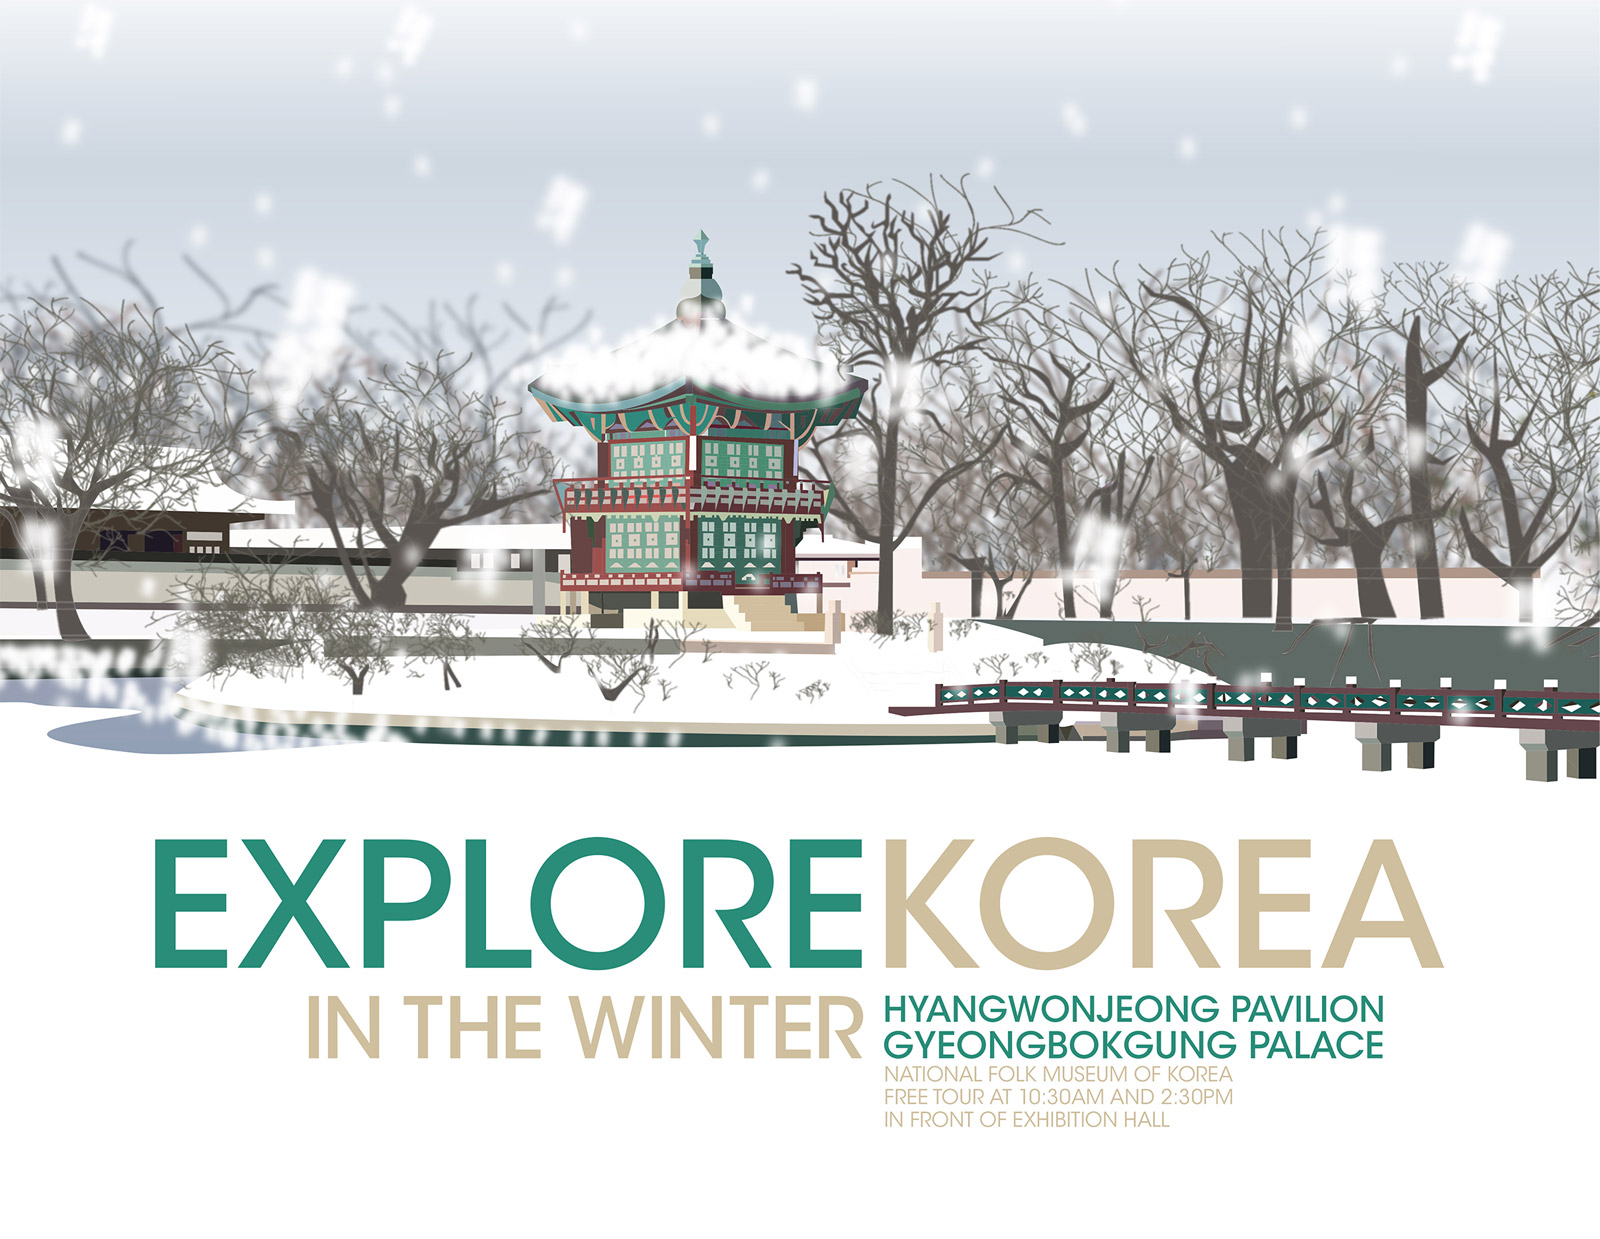 EXPLOREKOREA
IN THE WINTER
HYANGWONJEONG PAVILION
GYEONGBOKGUNG PALACE
NATIONAL FOLK MUSEUM OF KOREA
FREE TOUR AT 10:30AM AND 2:30PM
IN FRONT OF EXHIBITION HALL